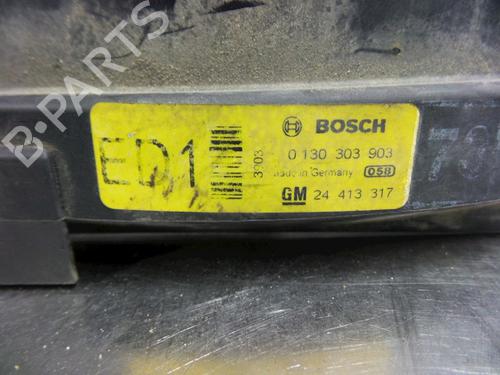 B-PARTS
ED1
3903
BOSCH
0 130 303 903
Made in Germany 058
GM 24 413 317